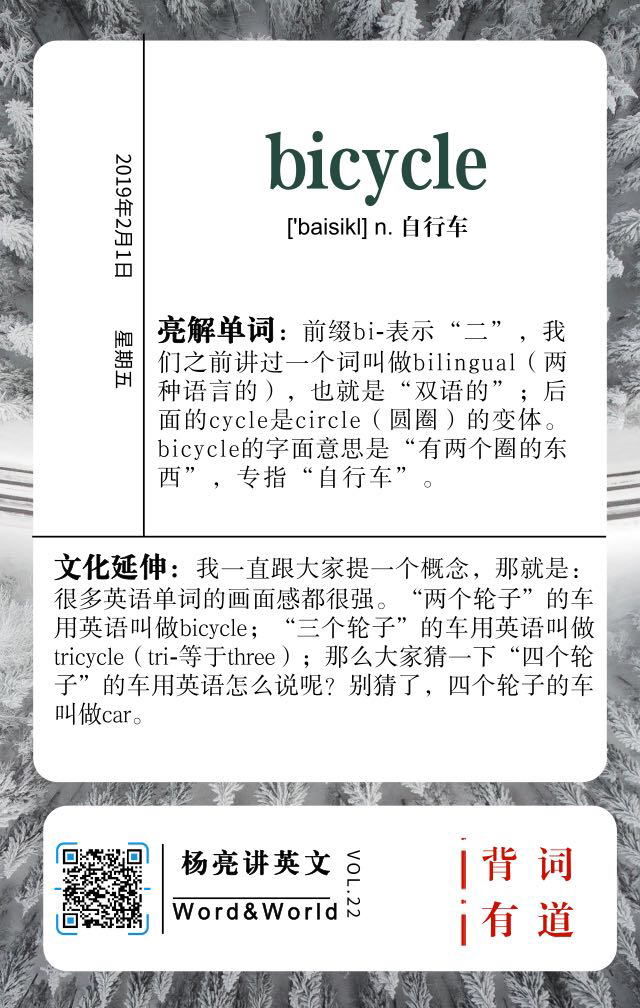 bicycle
['baisikl] n. 自行车
2019年2月1日 星期五
亮解单词：前缀bi-表示“二”，我
们之前讲过一个词叫做bilingual（两
种语言的），也就是“双语的”；后
面的cycle是circle（圆圈）的变体。
bicycle的字面意思是“有两个圈的东
西”，专指“自行车”。
文化延伸：我一直跟大家提一个概念，那就是：
很多英语单词的画面感都很强。“两个轮子”的车
用英语叫做bicycle；“三个轮子”的车用英语叫做
tricycle（tri-等于three）；那么大家猜一下“四个轮
子”的车用英语怎么说呢？别猜了，四个轮子的车
叫做car。
杨亮讲英文
Word&World
VOL.22
背词
有道